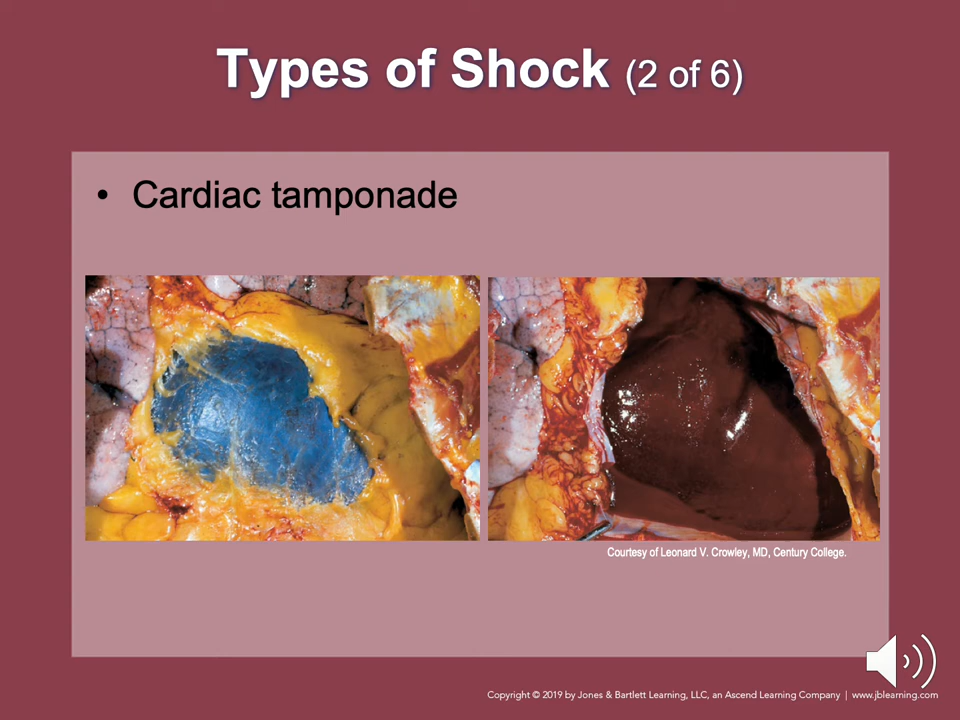 Types of Shock (2 of 6)
• Cardiac tamponade
Courtesy of Leonard V. Crowley, MD, Century College.
Copyright © 2019 by Jones & Bartlett Learning, LLC, an Ascend Learning Company | www.jblearning.com